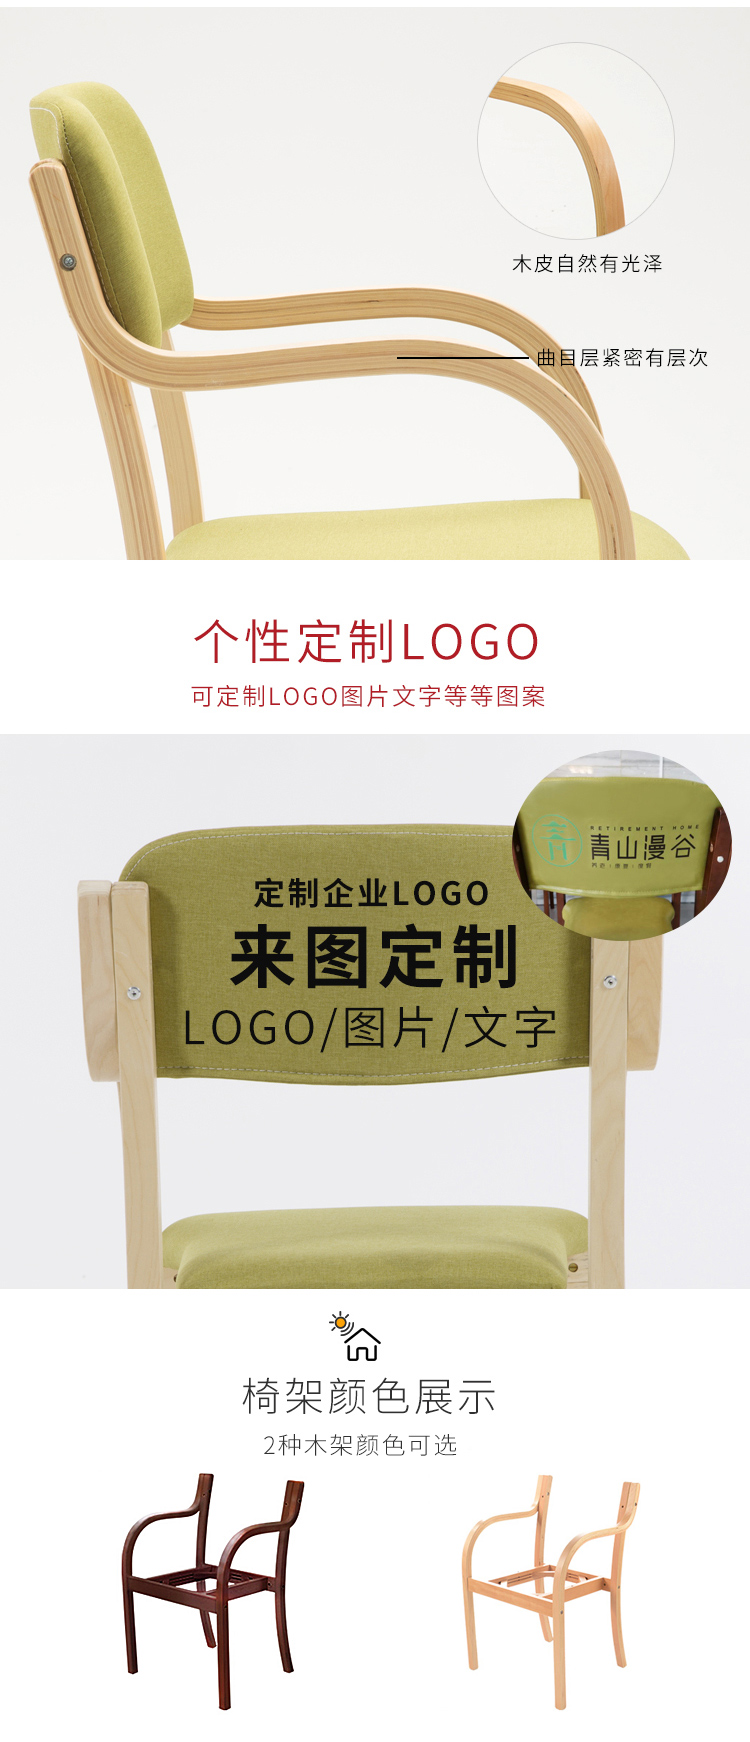 木皮自然有光泽
曲目层紧密有层次
个性定制LOGO
可定制LOGO图片文字等等图案
RETIREMENT HOME
青山漫谷
定制企业LOGO
来图定制
LOGO/图片/文字
椅架颜色展示
2种木架颜色可选